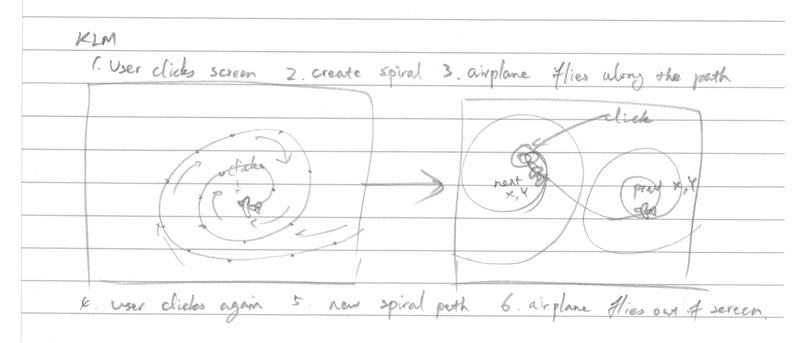 KLM
1. User clicks screen 2. create spiral 3. airplane flies along the path
click
click
next x, Y
prev x, Y
4. user clicks again 5. new spiral path 6. airplane flies out of screen.